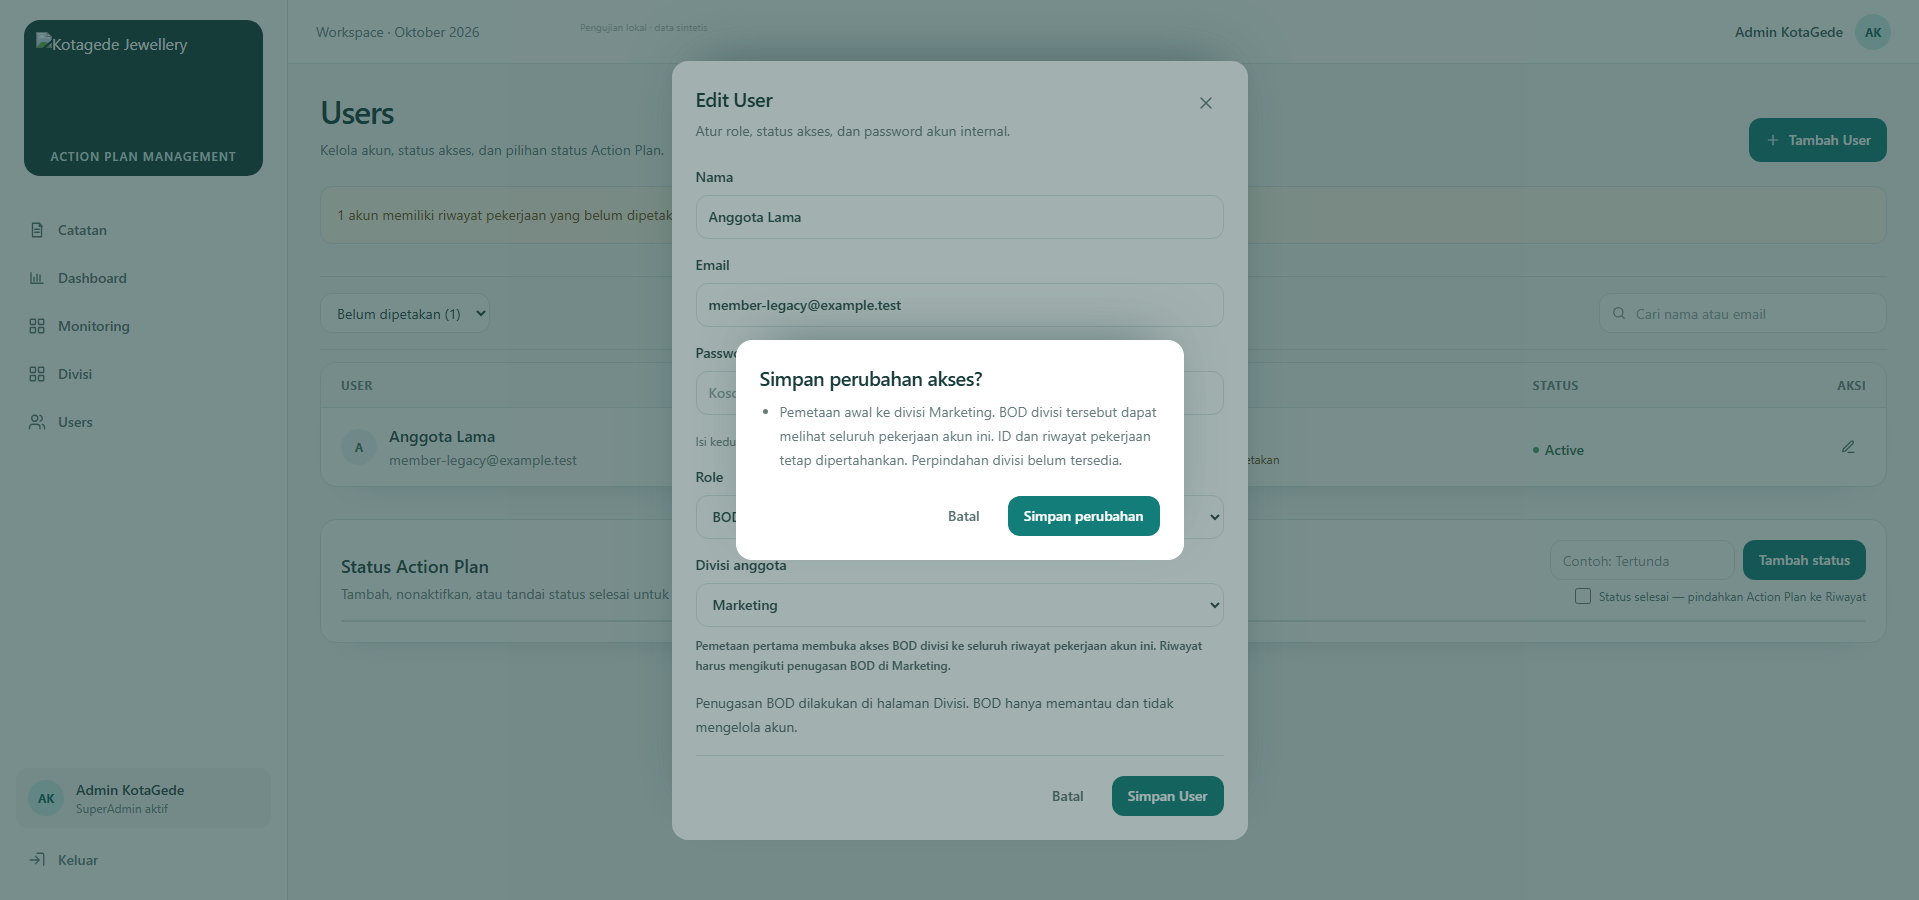 Kotagede Jewellery
ACTION PLAN MANAGEMENT
Catatan
Dashboard
Monitoring
Divisi
Users
AK
Admin KotaGede
SuperAdmin aktif
Keluar
Workspace · Oktober 2026
Pengujian lokal · data sintetis
Admin KotaGede
AK
Users
Kelola akun, status akses, dan pilihan status Action Plan.
+ Tambah User
1 akun memiliki riwayat pekerjaan yang belum
Belum dipetakan (1)
Cari nama atau email
USER
STATUS
AKSI
A
Anggota Lama
member-legacy@example.test
Active
Status Action Plan
Tambah, nonaktifkan, atau tandai status selesai untuk
Contoh: Tertunda
Tambah status
Status selesai — pindahkan Action Plan ke Riwayat
Edit User
Atur role, status akses, dan password akun internal.
Nama
Anggota Lama
Email
member-legacy@example.test
Role
Divisi anggota
Marketing
Pemetaan pertama membuka akses BOD divisi ke seluruh riwayat pekerjaan akun ini. Riwayat
harus mengikuti penugasan BOD di Marketing.
Penugasan BOD dilakukan di halaman Divisi. BOD hanya memantau dan tidak
mengelola akun.
Batal
Simpan User
Simpan perubahan akses?
• Pemetaan awal ke divisi Marketing. BOD divisi tersebut dapat
melihat seluruh pekerjaan akun ini. ID dan riwayat pekerjaan
tetap dipertahankan. Perpindahan divisi belum tersedia.
Batal
Simpan perubahan